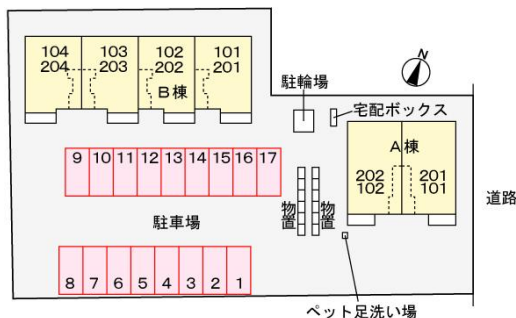 104 103 102 101
204 203 202 201
B棟
N
駐輪場
宅配ボックス
A棟
202 201
102 101
道路
9 10 11 12 13 14 15 16 17
物置
物置
駐車場
8 7 6 5 4 3 2 1
ペット足洗い場